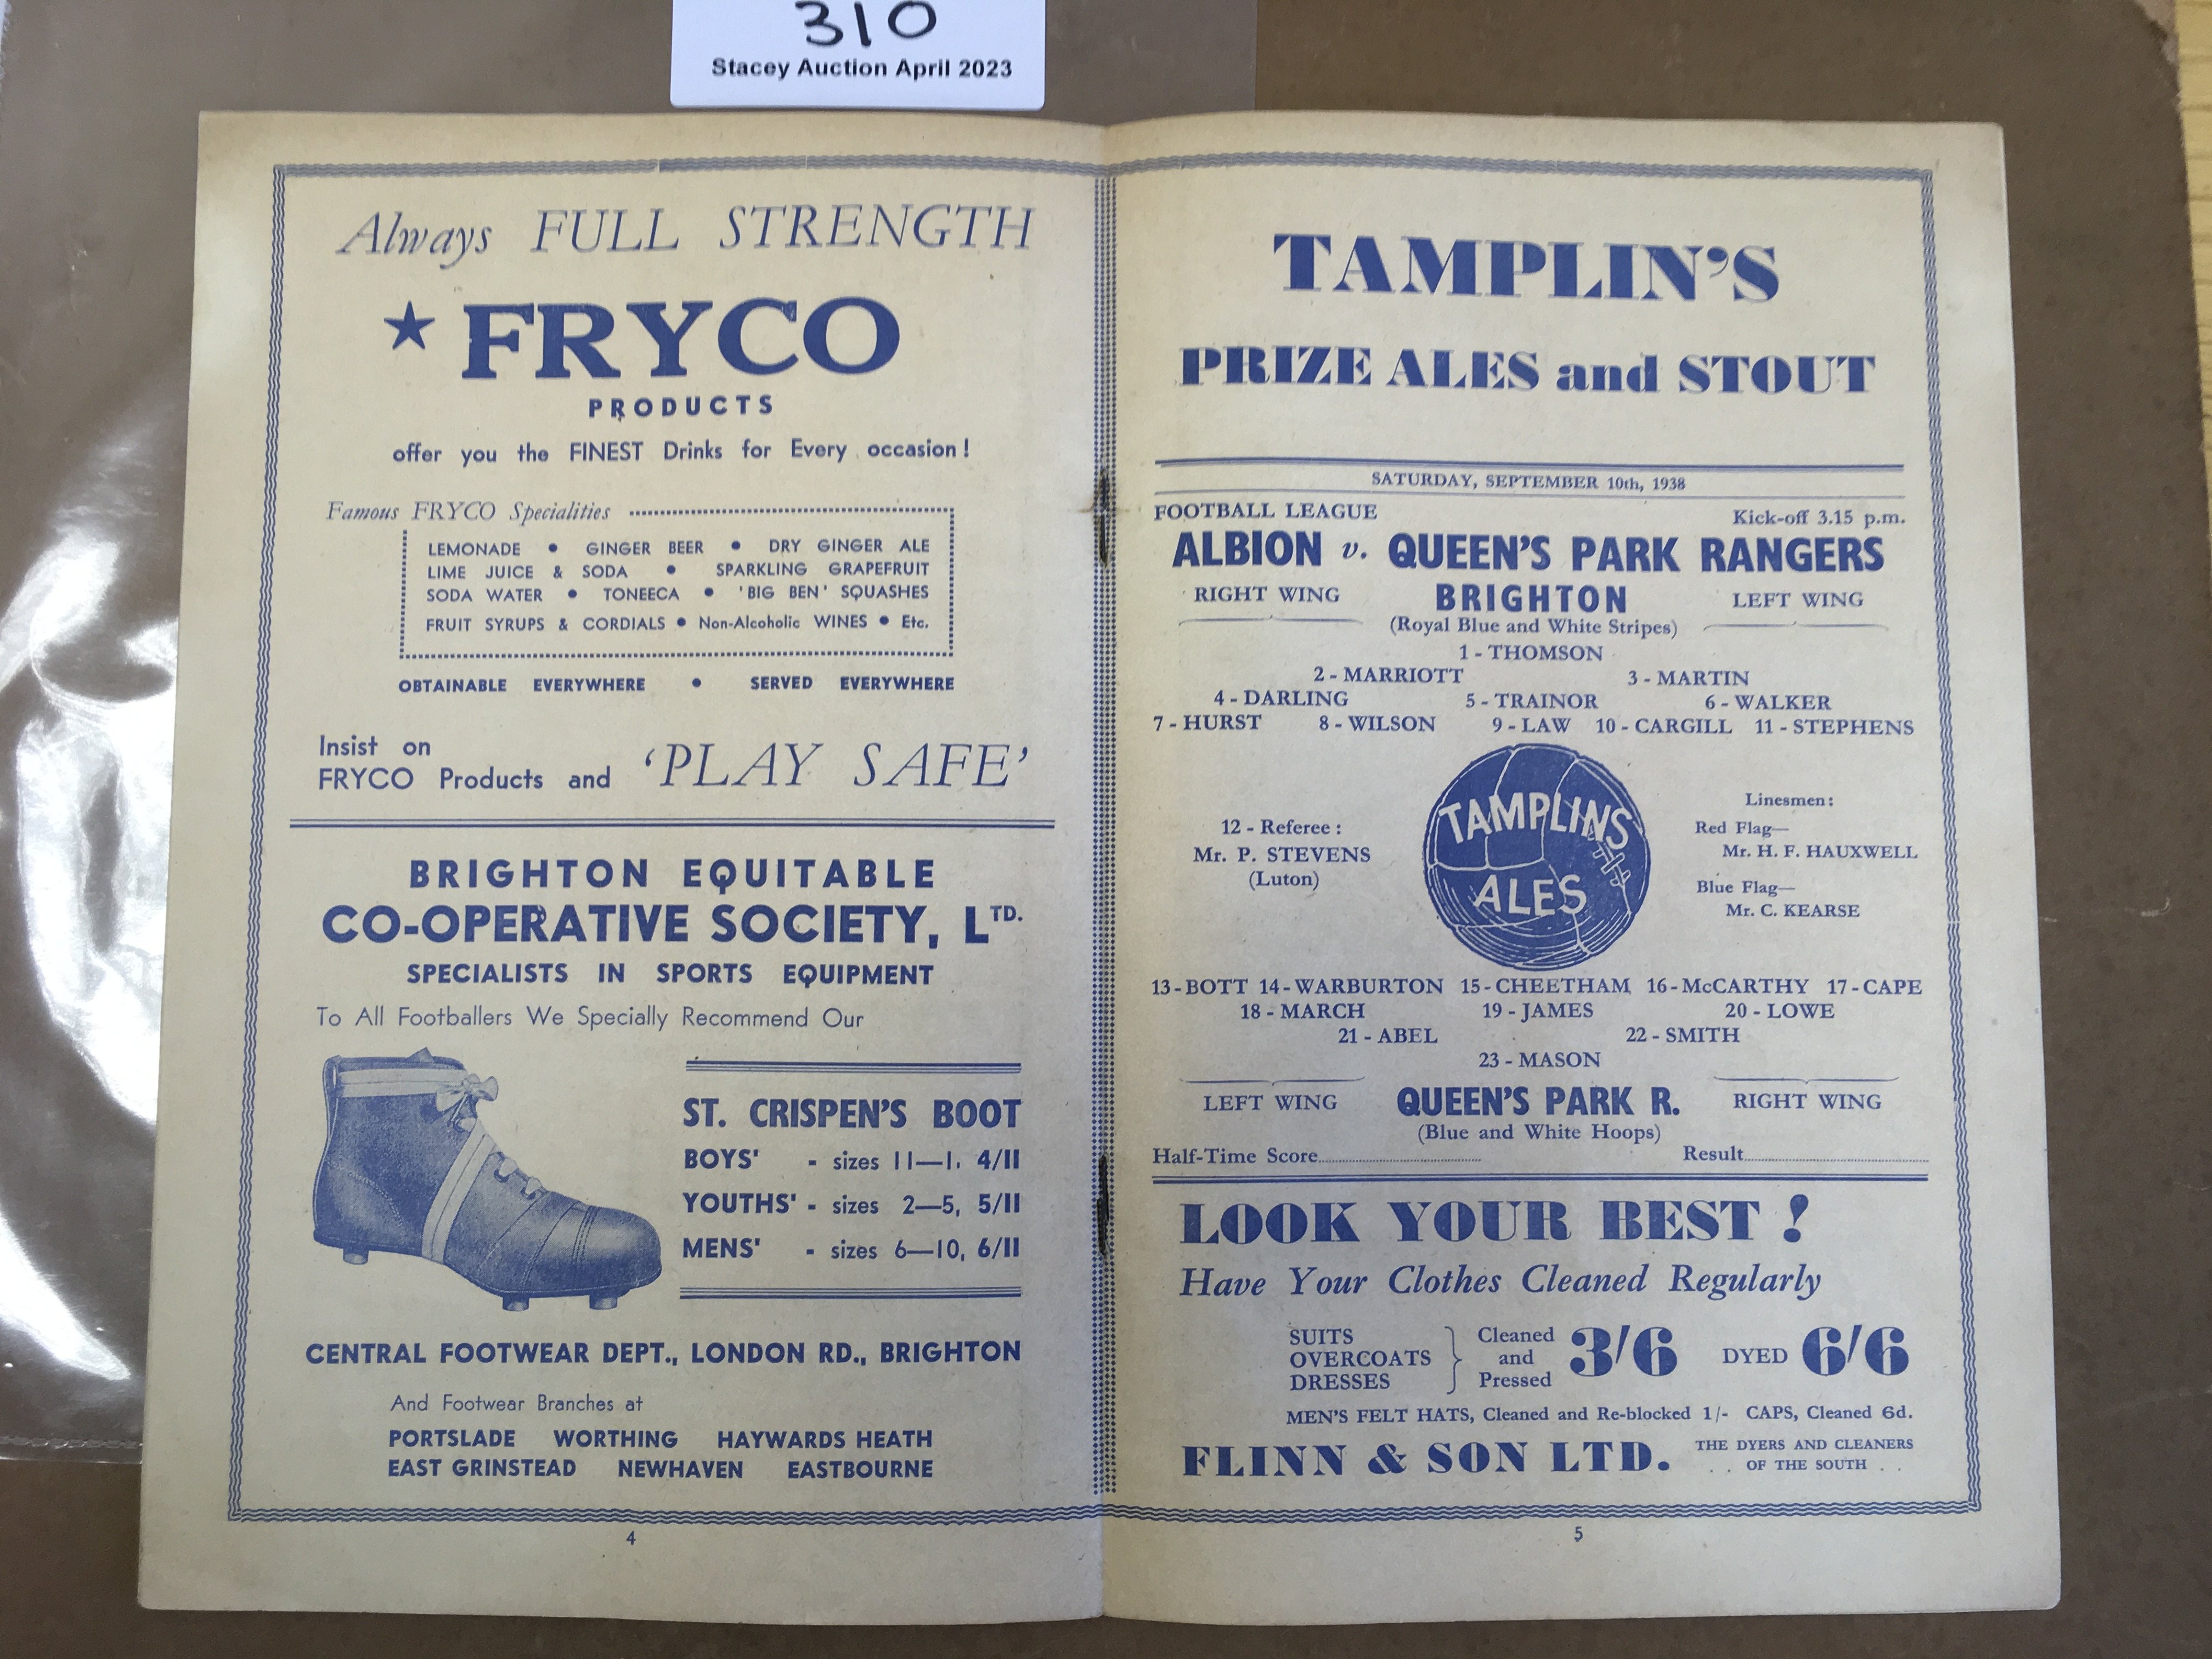 310
Stacey Auction April 2023
Always FULL STRENGTH
★ FRYCO
PRODUCTS
offer you the FINEST Drinks for Every occasion!
Famous FRYCO Specialities
LEMONADE • GINGER BEER • DRY GINGER ALE
LIME JUICE & SODA • SPARKLING GRAPEFRUIT
SODA WATER • TONEECA • 'BIG BEN' SQUASHES
FRUIT SYRUPS & CORDIALS • Non-Alcoholic WINES • Etc.
OBTAINABLE EVERYWHERE • SERVED EVERYWHERE
Insist on
FRYCO Products and 'PLAY SAFE'
BRIGHTON EQUITABLE
CO-OPERATIVE SOCIETY, LTD.
SPECIALISTS IN SPORTS EQUIPMENT
To All Footballers We Specially Recommend Our
ST. CRISPEN'S BOOT
BOYS' - sizes 11—1, 4/11
YOUTHS' - sizes 2—5, 5/11
MENS' - sizes 6—10, 6/11
CENTRAL FOOTWEAR DEPT., LONDON RD., BRIGHTON
And Footwear Branches at
PORTSLADE WORTHING HAYWARDS HEATH
EAST GRINSTEAD NEWHAVEN EASTBOURNE
4
TAMPLIN'S
PRIZE ALES and STOUT
SATURDAY, SEPTEMBER 10th, 1938
FOOTBALL LEAGUE Kick-off 3.15 p.m.
ALBION v. QUEEN'S PARK RANGERS
RIGHT WING BRIGHTON LEFT WING
(Royal Blue and White Stripes)
1 - THOMSON
2 - MARRIOTT 3 - MARTIN
4 - DARLING 5 - TRAINOR 6 - WALKER
7 - HURST 8 - WILSON 9 - LAW 10 - CARGILL 11 - STEPHENS
12 - Referee :
Mr. P. STEVENS
(Luton)
TAMPLINS
ALES
Linesmen :
Red Flag—
Mr. H. F. HAUXWELL
Blue Flag—
Mr. C. KEARSE
13 - BOTT 14 - WARBURTON 15 - CHEETHAM 16 - McCARTHY 17 - CAPE
18 - MARCH 19 - JAMES 20 - LOWE
21 - ABEL 22 - SMITH
23 - MASON
LEFT WING QUEEN'S PARK R. RIGHT WING
(Blue and White Hoops)
Half-Time Score.................... Result....................
LOOK YOUR BEST !
Have Your Clothes Cleaned Regularly
SUITS
OVERCOATS
DRESSES
Cleaned
and
Pressed
3/6 DYED 6/6
MEN'S FELT HATS, Cleaned and Re-blocked 1/- CAPS, Cleaned 6d.
FLINN & SON LTD. THE DYERS AND CLEANERS
. . OF THE SOUTH . .
5